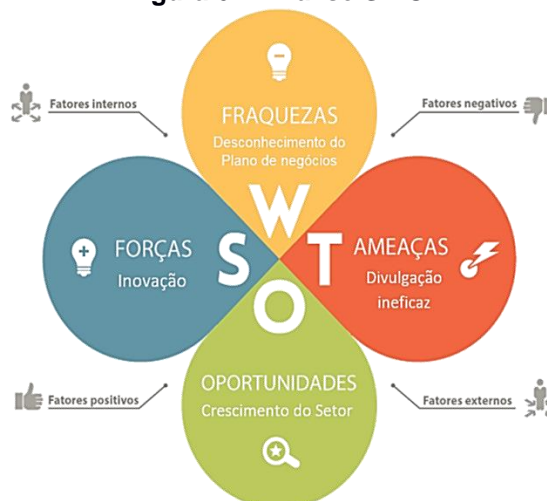 FRAQUEZAS
Desconhecimento do
Plano de negócios
Fatores internos
Fatores negativos
W
FORÇAS
Inovação
S
T
AMEAÇAS
Divulgação
ineficaz
O
OPORTUNIDADES
Crescimento do Setor
Fatores positivos
Fatores externos